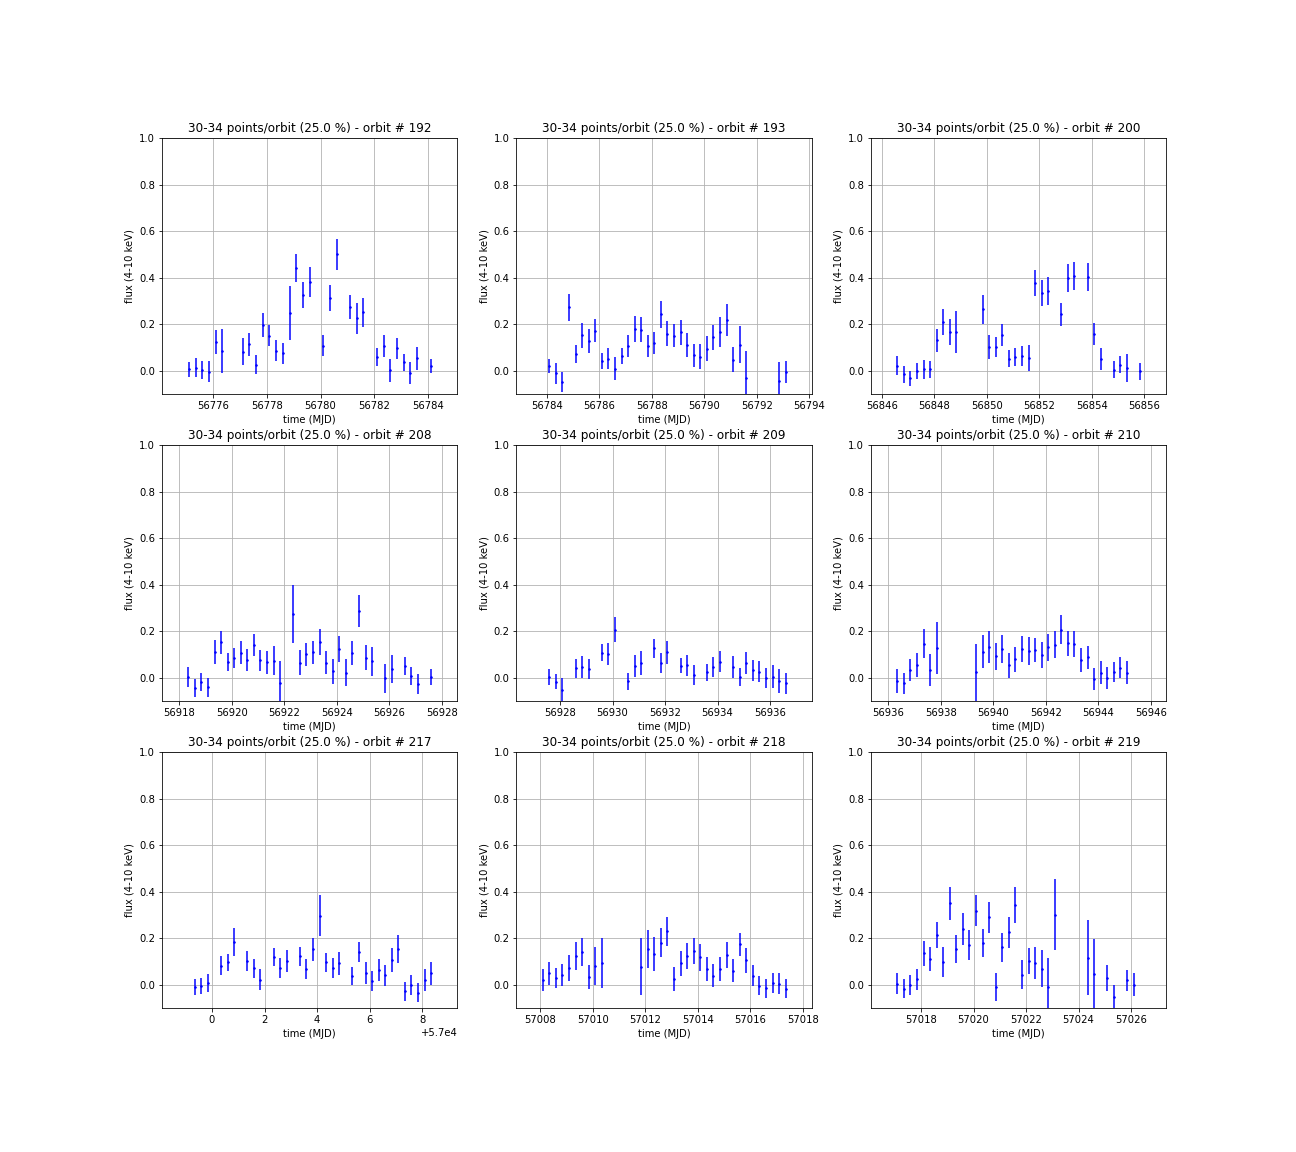 30-34 points/orbit (25.0 %) - orbit # 192
1.0
0.8
0.6
0.4
0.2
0.0
flux (4-10 keV)
56776 56778 56780 56782 56784
time (MJD)
30-34 points/orbit (25.0 %) - orbit # 193
1.0
0.8
0.6
0.4
0.2
0.0
flux (4-10 keV)
56784 56786 56788 56790 56792 56794
time (MJD)
30-34 points/orbit (25.0 %) - orbit # 200
1.0
0.8
0.6
0.4
0.2
0.0
flux (4-10 keV)
56846 56848 56850 56852 56854 56856
time (MJD)
30-34 points/orbit (25.0 %) - orbit # 208
1.0
0.8
0.6
0.4
0.2
0.0
flux (4-10 keV)
56918 56920 56922 56924 56926 56928
time (MJD)
30-34 points/orbit (25.0 %) - orbit # 209
1.0
0.8
0.6
0.4
0.2
0.0
flux (4-10 keV)
56928 56930 56932 56934 56936
time (MJD)
30-34 points/orbit (25.0 %) - orbit # 210
1.0
0.8
0.6
0.4
0.2
0.0
flux (4-10 keV)
56936 56938 56940 56942 56944 56946
time (MJD)
30-34 points/orbit (25.0 %) - orbit # 217
1.0
0.8
0.6
0.4
0.2
0.0
flux (4-10 keV)
0 2 4 6 8
time (MJD)
+5.7e4
30-34 points/orbit (25.0 %) - orbit # 218
1.0
0.8
0.6
0.4
0.2
0.0
flux (4-10 keV)
57008 57010 57012 57014 57016 57018
time (MJD)
30-34 points/orbit (25.0 %) - orbit # 219
1.0
0.8
0.6
0.4
0.2
0.0
flux (4-10 keV)
57018 57020 57022 57024 57026
time (MJD)